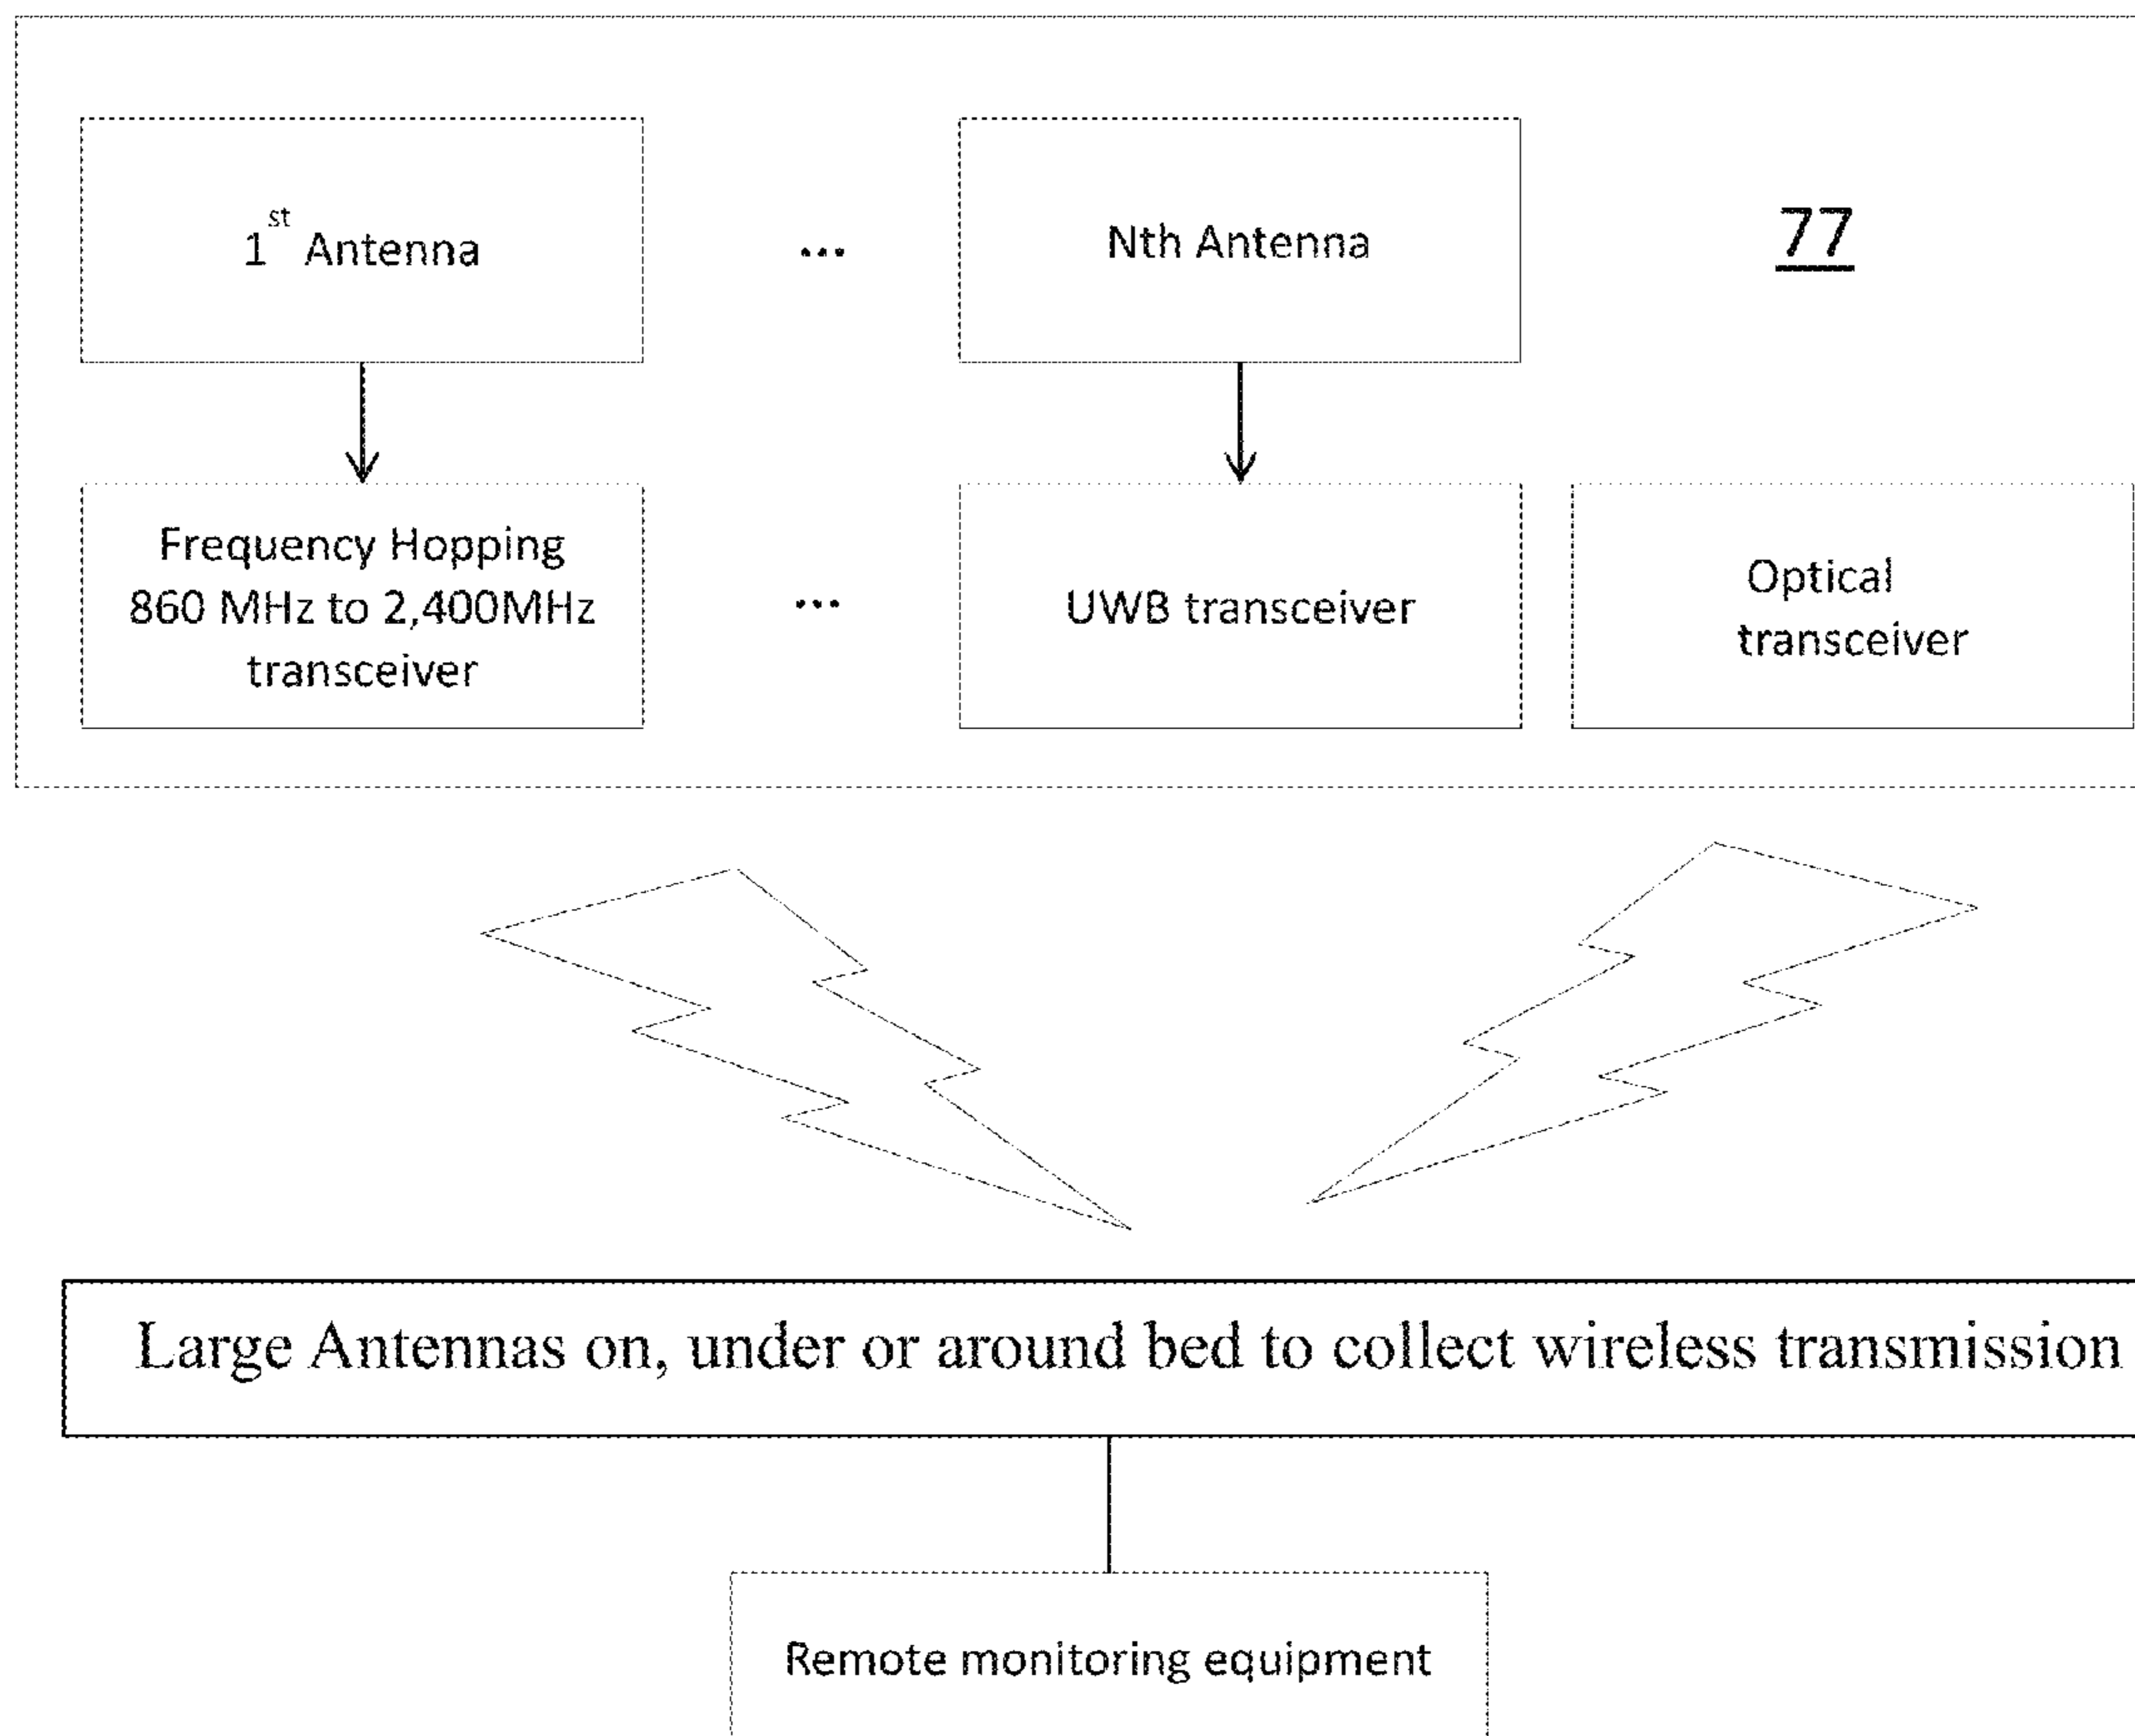 1st Antenna
...
Nth Antenna
77
Frequency Hopping
860 MHz to 2,400MHz
transceiver
...
UWB transceiver
Optical
transceiver
Large Antennas on, under or around bed to collect wireless transmission
Remote monitoring equipment